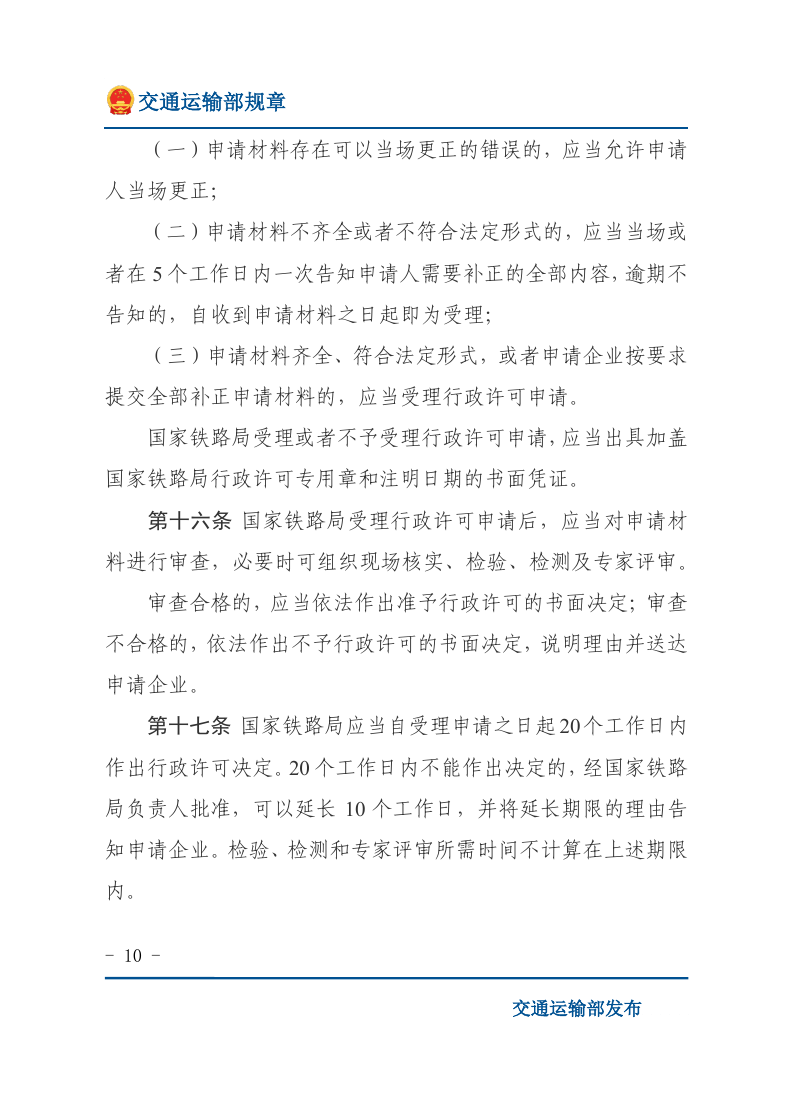 交通运输部规章
（一）申请材料存在可以当场更正的错误的，应当允许申请
人当场更正；
（二）申请材料不齐全或者不符合法定形式的，应当当场或
者在 5 个工作日内一次告知申请人需要补正的全部内容，逾期不
告知的，自收到申请材料之日起即为受理；
（三）申请材料齐全、符合法定形式，或者申请企业按要求
提交全部补正申请材料的，应当受理行政许可申请。
国家铁路局受理或者不予受理行政许可申请，应当出具加盖
国家铁路局行政许可专用章和注明日期的书面凭证。
第十六条 国家铁路局受理行政许可申请后，应当对申请材
料进行审查，必要时可组织现场核实、检验、检测及专家评审。
审查合格的，应当依法作出准予行政许可的书面决定；审查
不合格的，依法作出不予行政许可的书面决定，说明理由并送达
申请企业。
第十七条 国家铁路局应当自受理申请之日起 20 个工作日内
作出行政许可决定。20 个工作日内不能作出决定的，经国家铁路
局负责人批准，可以延长 10 个工作日，并将延长期限的理由告
知申请企业。检验、检测和专家评审所需时间不计算在上述期限
内。
- 10 -
交通运输部发布